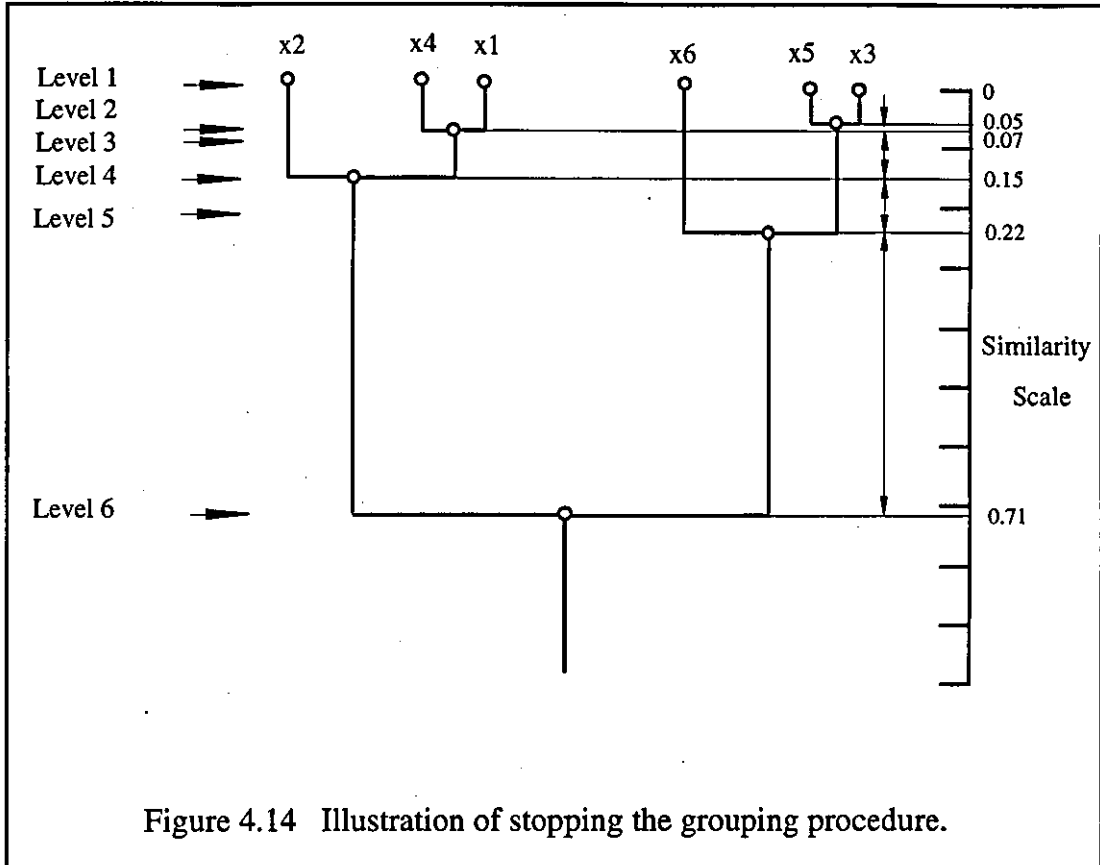 x2
x4
x1
x6
x5
x3
Level 1
Level 2
Level 3
Level 4
Level 5
Level 6
0
0.05
0.07
0.15
0.22
Similarity
Scale
0.71
Figure 4.14 Illustration of stopping the grouping procedure.